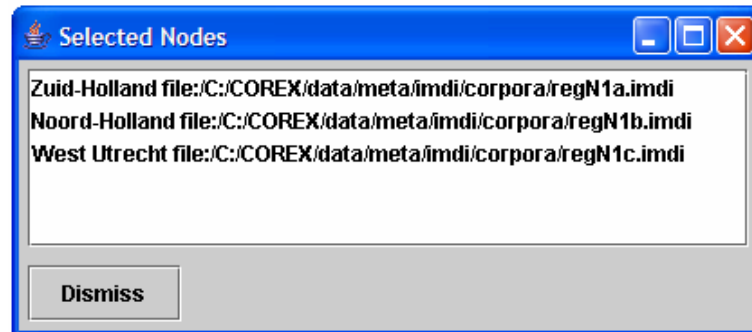 Selected Nodes
Zuid-Holland file:/C:/COREX/data/meta/imdi/corpora/regN1a.imdi
Noord-Holland file:/C:/COREX/data/meta/imdi/corpora/regN1b.imdi
West Utrecht file:/C:/COREX/data/meta/imdi/corpora/regN1c.imdi
Dismiss